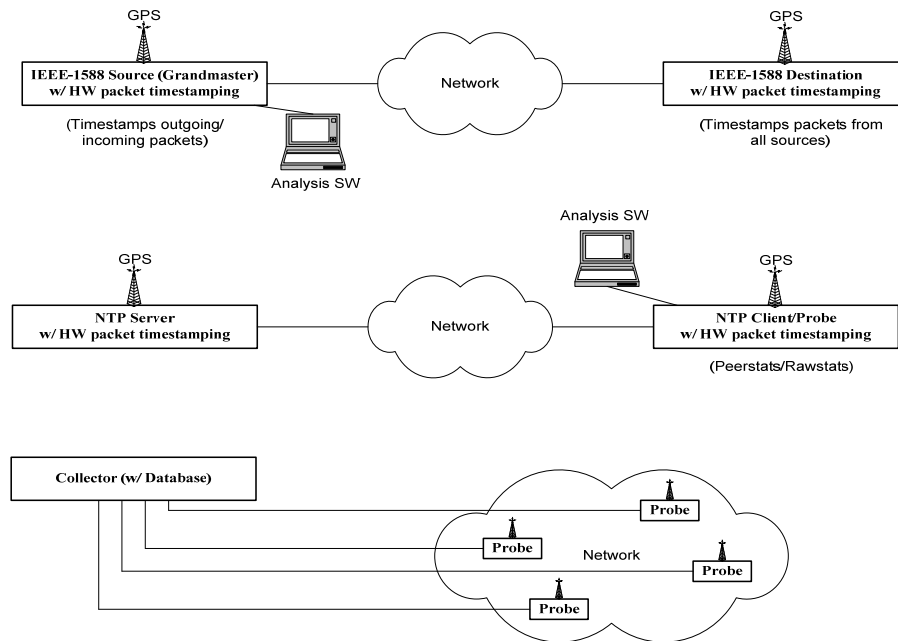 GPS
IEEE-1588 Source (Grandmaster)
w/ HW packet timestamping
(Timestamps outgoing/
incoming packets)
Analysis SW
Network
GPS
IEEE-1588 Destination
w/ HW packet timestamping
(Timestamps packets from
all sources)
GPS
NTP Server
w/ HW packet timestamping
Network
Analysis SW
GPS
NTP Client/Probe
w/ HW packet timestamping
(Peerstats/Rawstats)
Collector (w/ Database)
Probe
Probe
Network
Probe
Probe